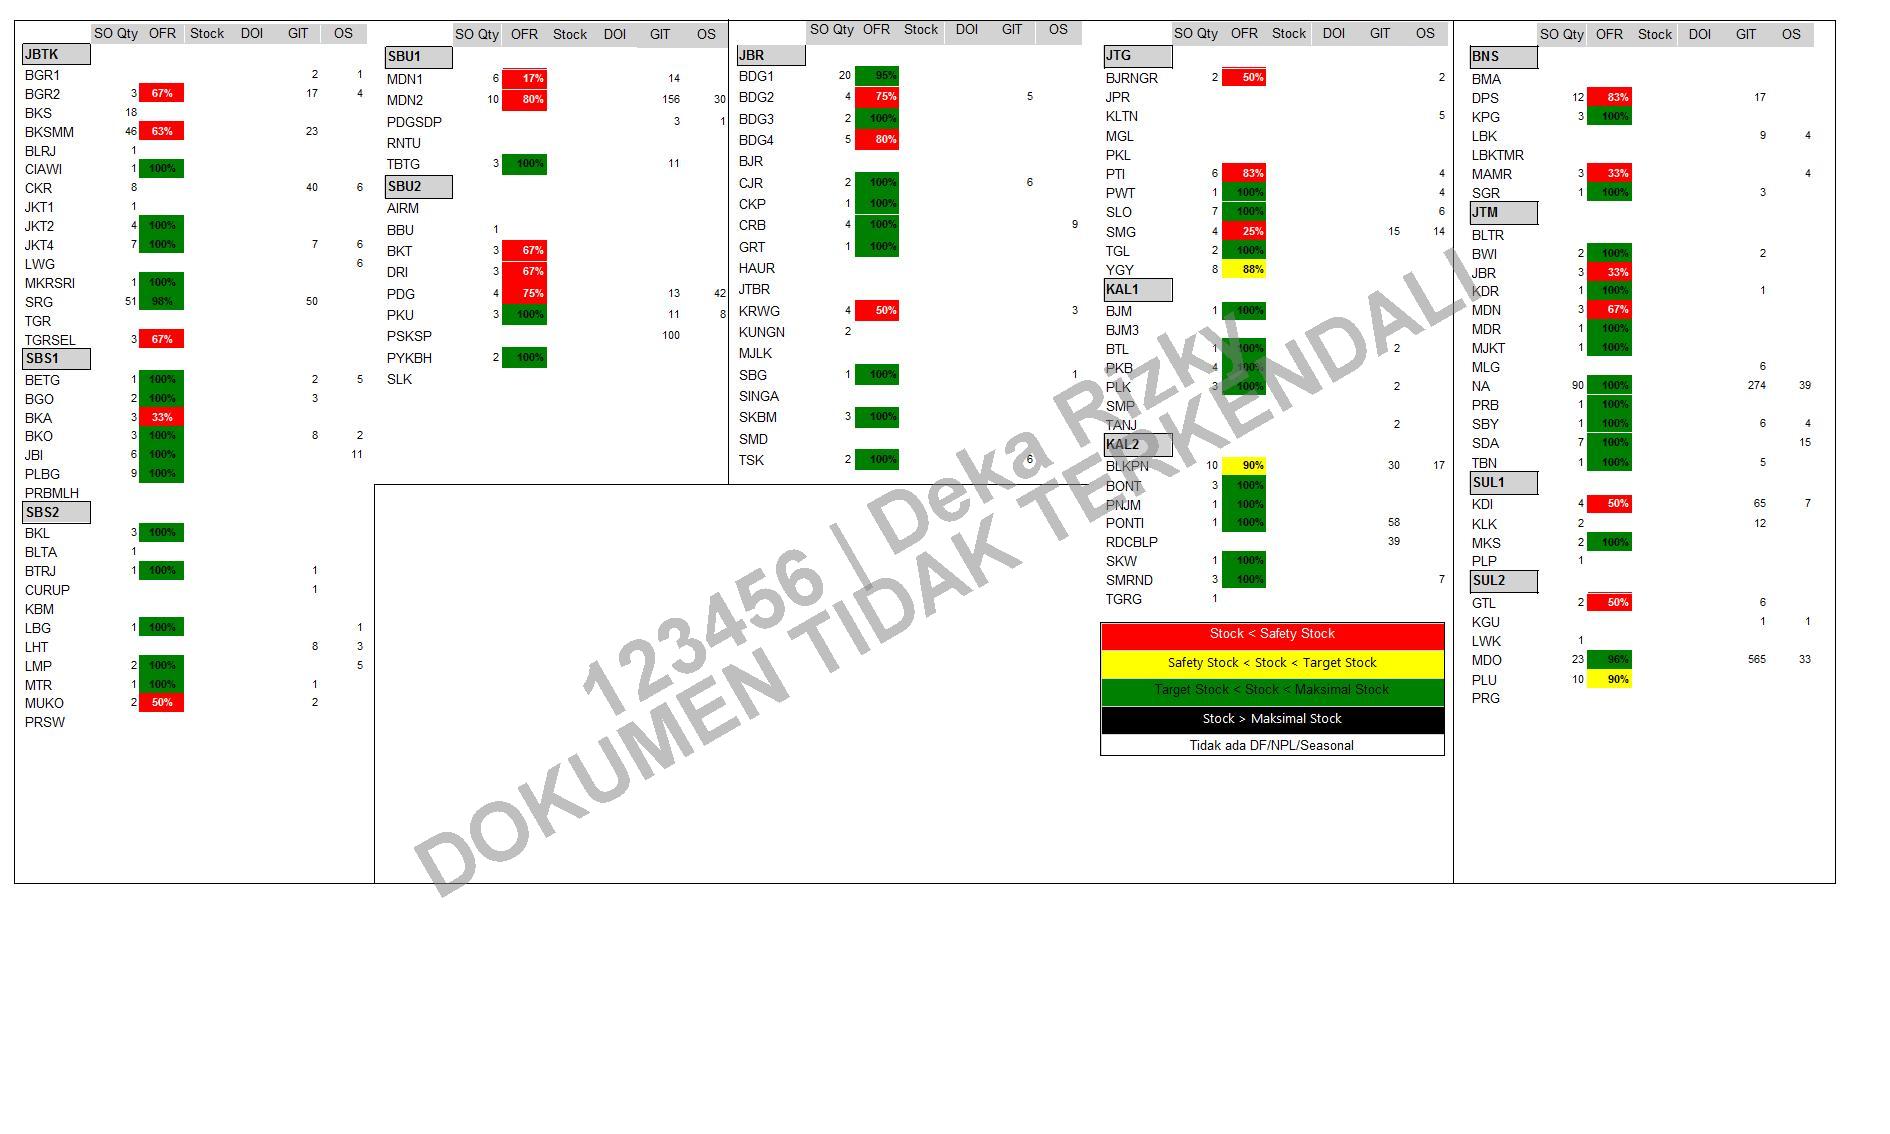 SO Qty OFR Stock DOI GIT OS
JBTK
BGR1 2 1
BGR2 3 67% 17 4
BKS 18
BKSMM 46 63% 23
BLRJ 1
CIAWI 1 100%
CKR 8 40 6
JKT1 1
JKT2 4 100%
JKT4 7 100% 7 6
LWG 6
MKRSRI 1 100%
SRG 51 98% 50
TGR
TGRSEL 3 67%
SBS1
BETG 1 100% 2 5
BGO 2 100% 3
BKA 3 33%
BKO 3 100% 8 2
JBI 6 100% 11
PLBG 9 100%
PRBMLH
SBS2
BKL 3 100%
BLTA 1
BTRJ 1 100% 1
CURUP 1
KBM
LBG 1 100% 1
LHT 8 3
LMP 2 100% 5
MTR 1 100% 1
MUKO 2 50% 2
PRSW
SO Qty OFR Stock DOI GIT OS
SBU1
MDN1 6 17% 14
MDN2 10 80% 156 30
PDGSDP 3 1
RNTU
TBTG 3 100% 11
SBU2
AIRM
BBU 1
BKT 3 67%
DRI 3 67%
PDG 4 75% 13 42
PKU 3 100% 11 8
PSKSP 100
PYKBH 2 100%
SLK
SO Qty OFR Stock DOI GIT OS
JBR
BDG1 20 95%
BDG2 4 75% 5
BDG3 2 100%
BDG4 5 80%
BJR
CJR 2 100% 6
CKP 1 100%
CRB 4 100% 9
GRT 1 100%
HAUR
JTBR
KRWG 4 50% 3
KUNGN 2
MJLK
SBG 1 100% 1
SINGA
SKBM 3 100%
SMD
TSK 2 100% 6
SO Qty OFR Stock DOI GIT OS
JTG
BJRNGR 2 50% 2
JPR
KLTN 5
MGL
PKL
PTI 6 83% 4
PWT 1 100% 4
SLO 7 100% 6
SMG 4 25% 15 14
TGL 2 100%
YGY 8 88%
KAL1
BJM 1 100%
BJM3
BTL 1 100% 2
PKB 4 100%
PLK 3 100% 2
SMP
TANJ 2
KAL2
BLKPN 10 90% 30 17
BONT 3 100%
PNJM 1 100%
PONTI 1 100% 58
RDCBLP 39
SKW 1 100%
SMRND 3 100% 7
TGRG 1
Stock < Safety Stock
Safety Stock < Stock < Target Stock
Target Stock < Stock < Maksimal Stock
Stock > Maksimal Stock
Tidak ada DF/NPL/Seasonal
SO Qty OFR Stock DOI GIT OS
BNS
BMA
DPS 12 83% 17
KPG 3 100%
LBK 9 4
LBKTMR
MAMR 3 33% 4
SGR 1 100% 3
JTM
BLTR
BWI 2 100% 2
JBR 3 33%
KDR 1 100% 1
MDN 3 67%
MDR 1 100%
MJKT 1 100%
MLG 6
NA 90 100% 274 39
PRB 1 100%
SBY 1 100% 6 4
SDA 7 100% 15
TBN 1 100% 5
SUL1
KDI 4 50% 65 7
KLK 2 12
MKS 2 100%
PLP 1
SUL2
GTL 2 50% 6
KGU 1 1
LWK 1
MDO 23 96% 565 33
PLU 10 90%
PRG
123456 | Deka Rizky
DOKUMEN TIDAK TERKENDALI